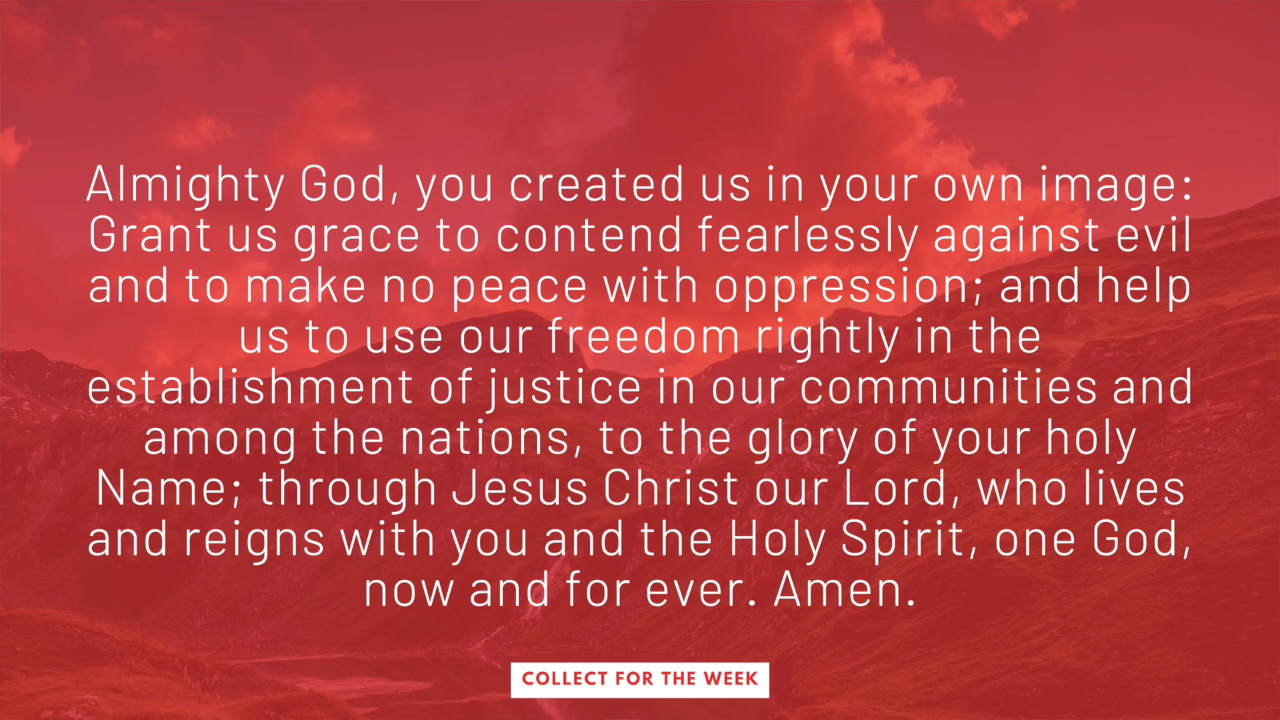 Almighty God, you created us in your own image:
Grant us grace to contend fearlessly against evil
and to make no peace with oppression; and help
us to use our freedom rightly in the
establishment of justice in our communities and
among the nations, to the glory of your holy
Name; through Jesus Christ our Lord, who lives
and reigns with you and the Holy Spirit, one God,
now and for ever. Amen.
COLLECT FOR THE WEEK